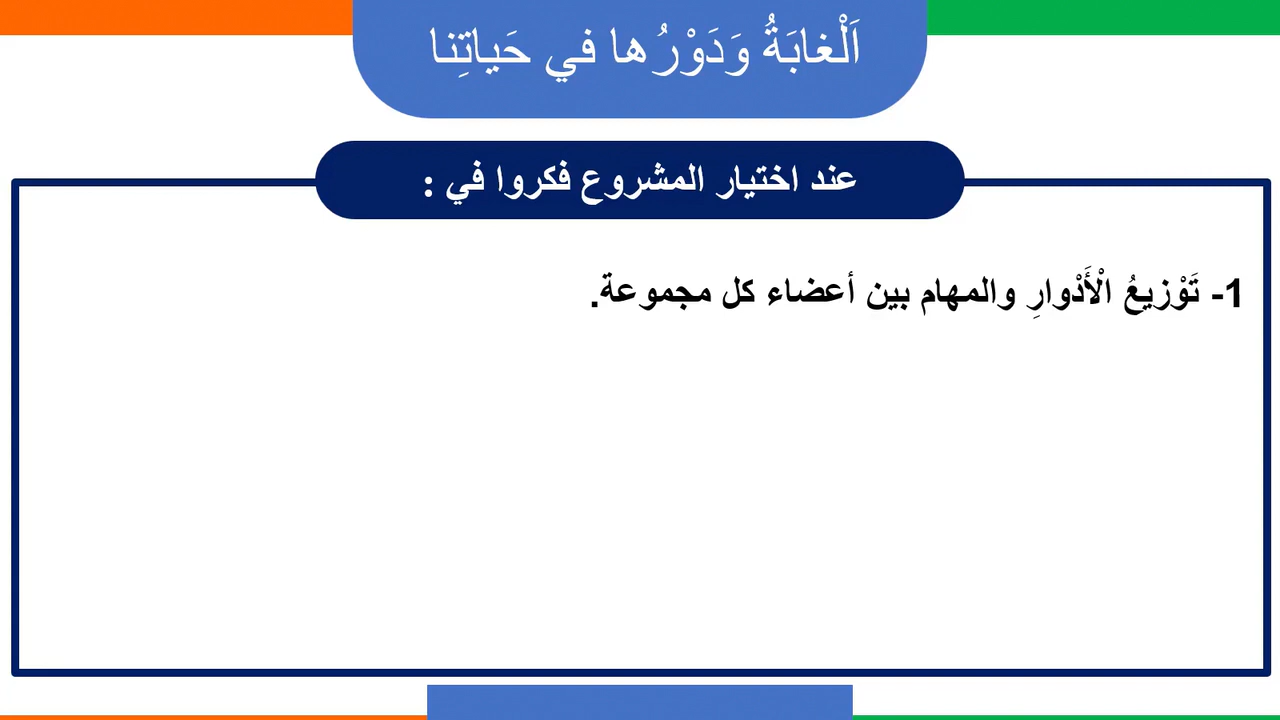 اَلْغابَةُ وَدَوْرُها في حَياتِنا
عند اختيار المشروع فكروا في :
1- تَوْزيعُ الْأَدْوارِ والمهام بين أعضاء كل مجموعة.